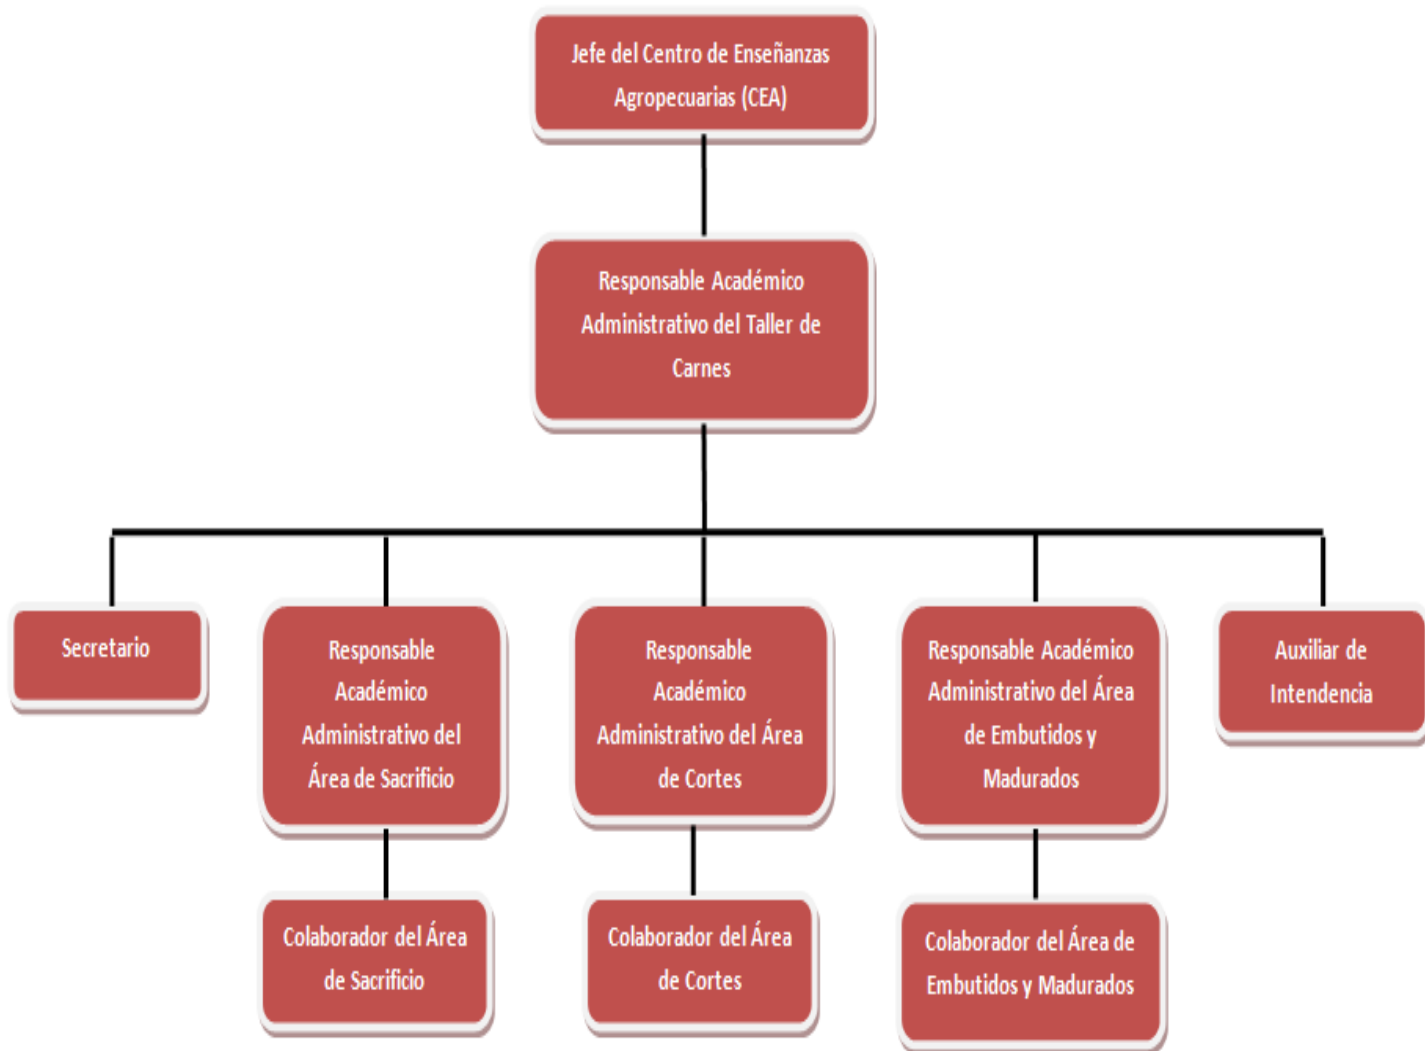 Jefe del Centro de Enseñanzas
Agropecuarias (CEA)
Responsable Académico
Administrativo del Taller de
Carnes
Secretario
Responsable
Académico
Administrativo del
Área de Sacrificio
Responsable
Académico
Administrativo del Área
de Cortes
Responsable Académico
Administrativo del Área
de Embutidos y
Madurados
Auxiliar de
Intendencia
Colaborador del Área
de Sacrificio
Colaborador del Área
de Cortes
Colaborador del Área de
Embutidos y Madurados